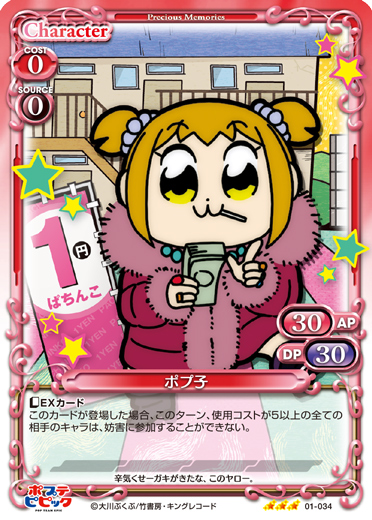 Precious Memories
Character
COST
0
SOURCE
0
1円
ぱちんこ
30 AP
DP 30
ポプ子
EXカード
このカードが登場した場合、このターン、使用コストが5以上の全ての
相手のキャラは、妨害に参加することができない。
辛気くせーガキがきたな、このヤロー。
ポプテピピック
POP TEAM EPIC
©大川ぶくぶ/竹書房・キングレコード
01-034